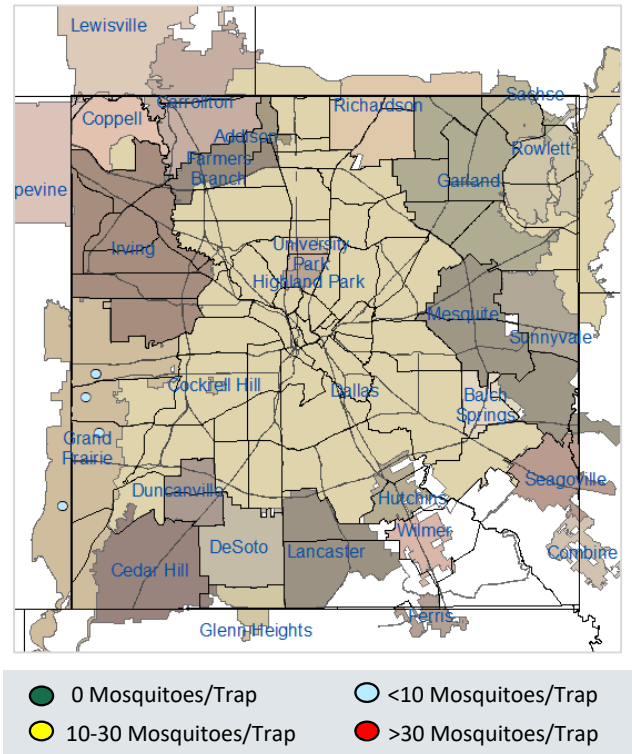 Lewisville
Carrollton
Coppell
Richardson
Sachse
Addison
Farmers
Branch
Rowlett
Garland
pevine
Irving
University
Park
Highland Park
Mesquite
Sunnyvale
Cockrell Hill
Dallas
Balch
Springs
Grand
Prairie
Seagoville
Duncanville
Hutchins
Wilmer
DeSoto
Lancaster
Combine
Cedar Hill
Ferris
Glenn Heights
0 Mosquitoes/Trap
<10 Mosquitoes/Trap
10-30 Mosquitoes/Trap
>30 Mosquitoes/Trap